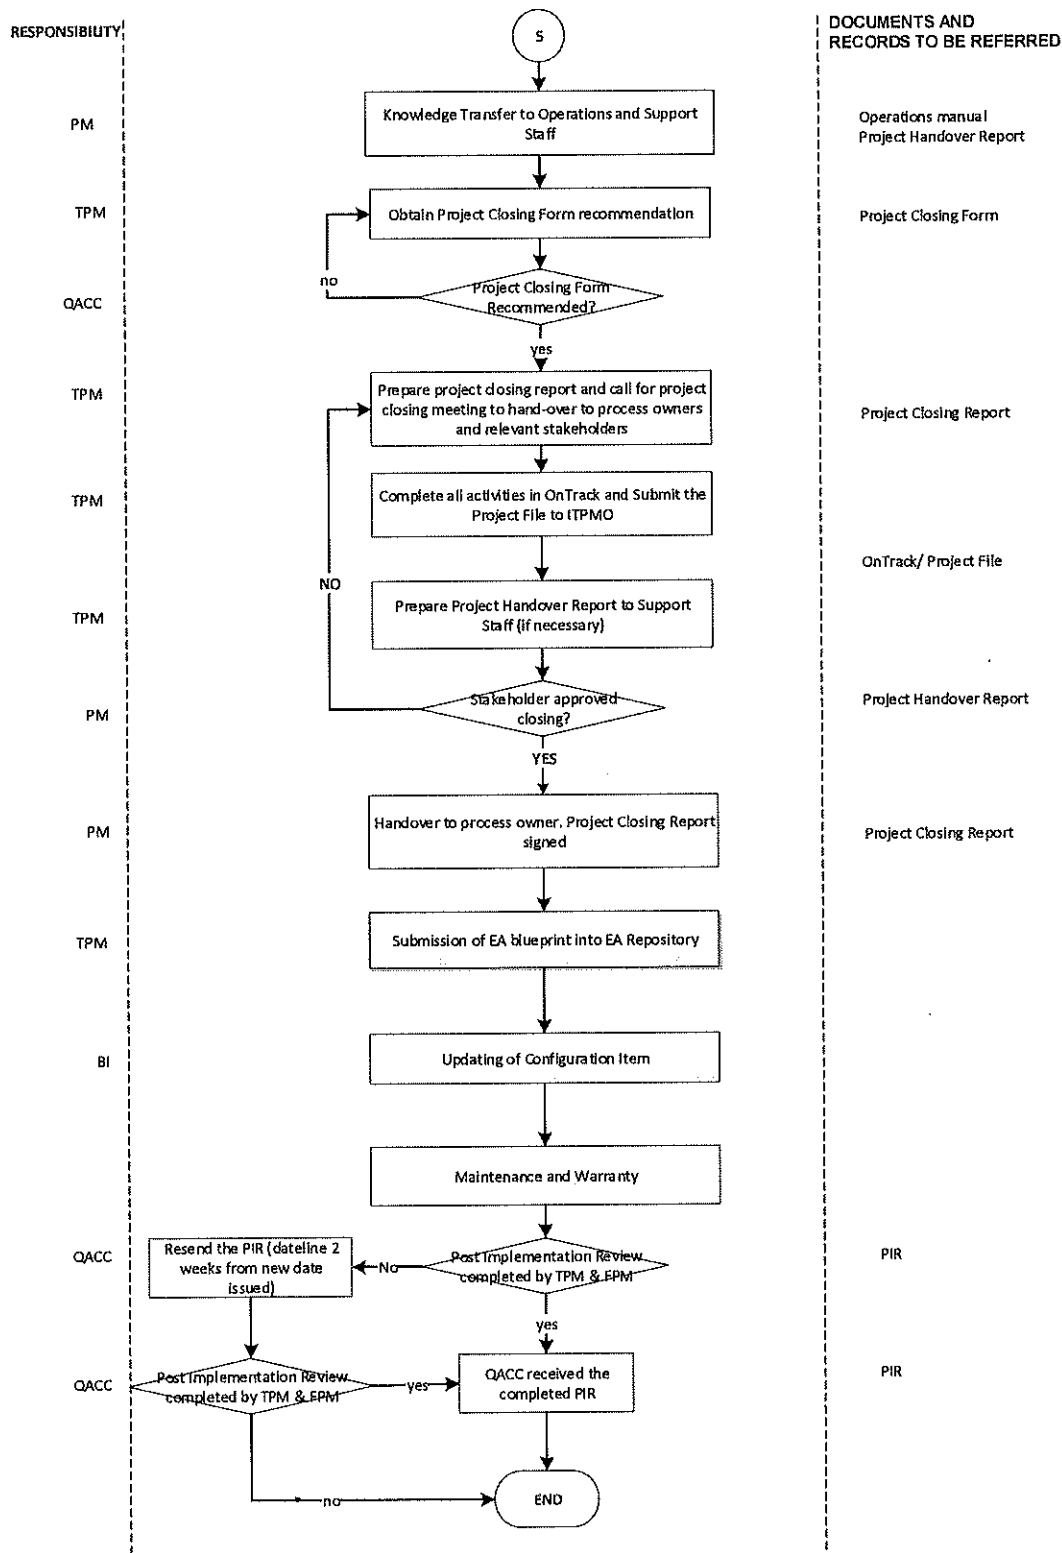 RESPONSIBILITY
DOCUMENTS AND
RECORDS TO BE REFERRED
S
PM
Knowledge Transfer to Operations and Support
Staff
Operations manual
Project Handover Report
TPM
Obtain Project Closing Form recommendation
Project Closing Form
no
QACC
Project Closing Form
Recommended?
yes
TPM
Prepare project closing report and call for project
closing meeting to hand-over to process owners
and relevant stakeholders
Project Closing Report
TPM
Complete all activities in OnTrack and Submit the
Project File to ITPMO
OnTrack/ Project File
NO
TPM
Prepare Project Handover Report to Support
Staff (if necessary)
PM
Stakeholder approved
closing?
Project Handover Report
YES
PM
Handover to process owner, Project Closing Report
signed
Project Closing Report
TPM
Submission of EA blueprint into EA Repository
BI
Updating of Configuration Item
Maintenance and Warranty
QACC
Resend the PIR (dateline 2
weeks from new date
issued)
No
Post Implementation Review
completed by TPM & FPM
PIR
yes
QACC
Post Implementation Review
completed by TPM & FPM
yes
QACC received the
completed PIR
PIR
no
END